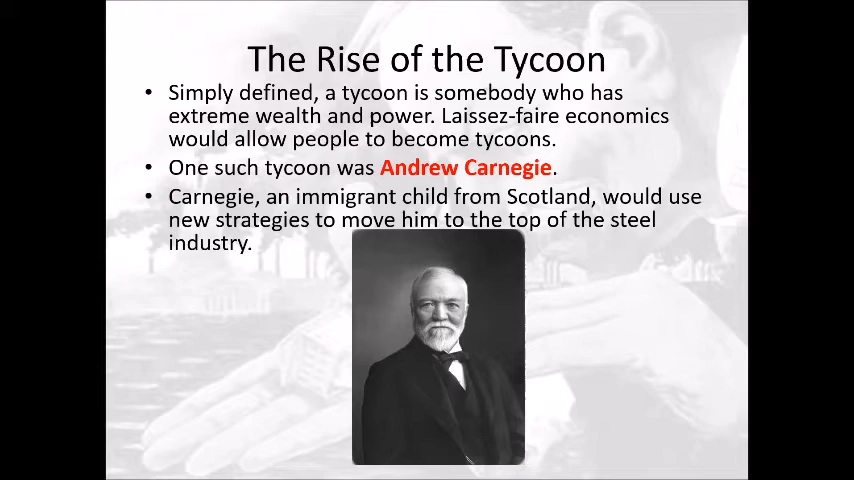 The Rise of the Tycoon
• Simply defined, a tycoon is somebody who has
extreme wealth and power. Laissez-faire economics
would allow people to become tycoons.
• One such tycoon was Andrew Carnegie.
• Carnegie, an immigrant child from Scotland, would use
new strategies to move him to the top of the steel
industry.